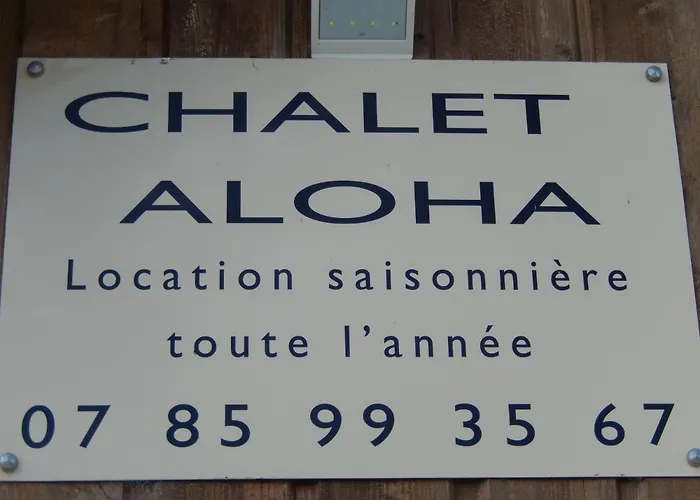 CHALET
ALOHA
Location saisonnière
toute l'année
07 85 99 35 67